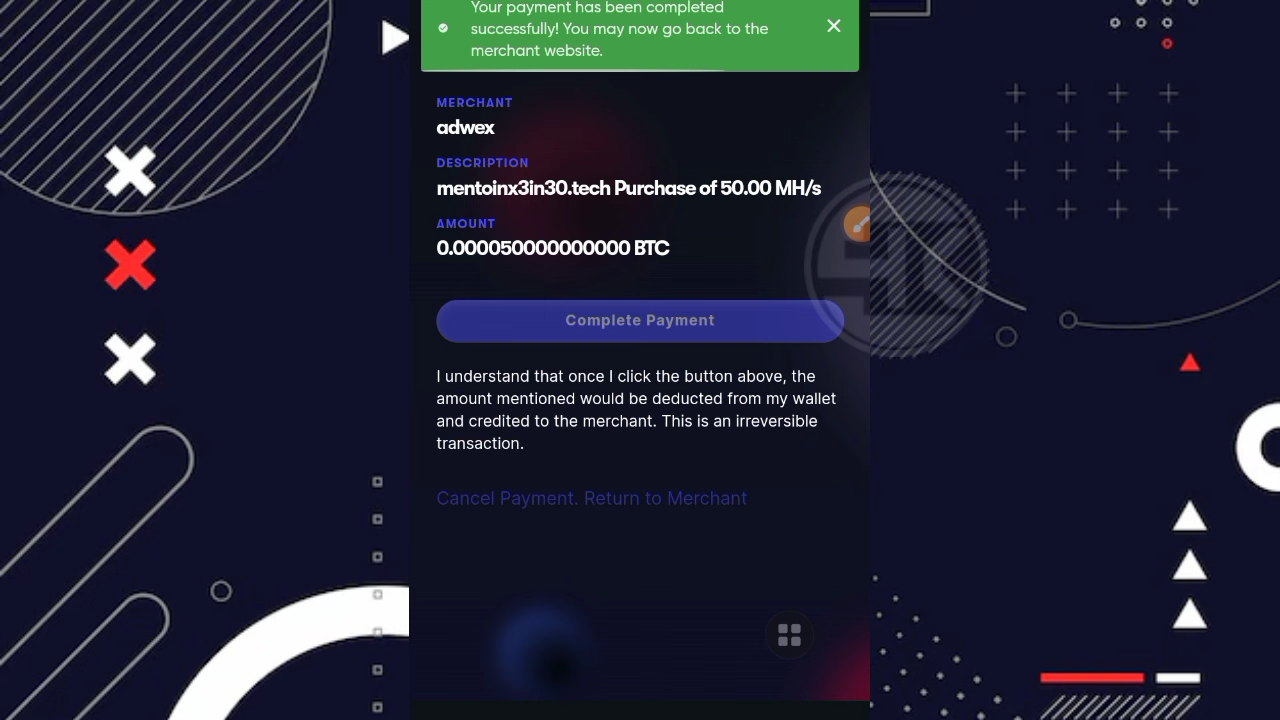 Your payment has been completed
successfully! You may now go back to the
merchant website.
MERCHANT
adwex
DESCRIPTION
mentoinx3in30.tech Purchase of 50.00 MH/s
AMOUNT
0.000050000000000 BTC
Complete Payment
I understand that once I click the button above, the
amount mentioned would be deducted from my wallet
and credited to the merchant. This is an irreversible
transaction.
Cancel Payment. Return to Merchant